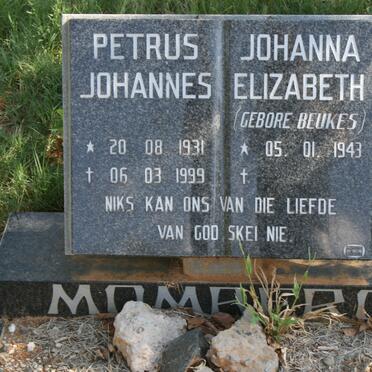 PETRUS
JOHANNES
★ 20 08 1931
† 06 03 1999
JOHANNA
ELIZABETH
(GEBORE BEUKES)
★ 05 01 1943
†
NIKS KAN ONS VAN DIE LIEFDE
VAN GOD SKEI NIE.